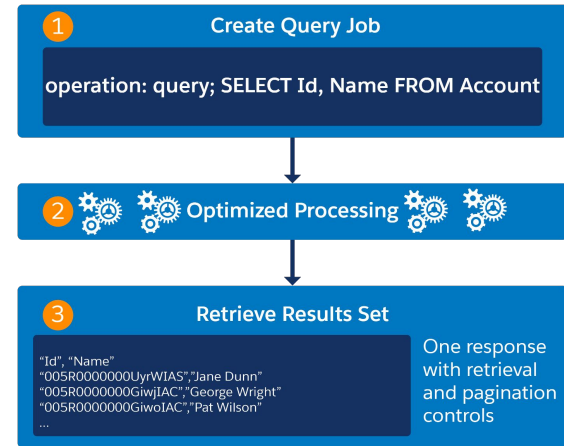 1
Create Query Job
operation: query; SELECT Id, Name FROM Account
2
Optimized Processing
3
Retrieve Results Set
“Id”, “Name”
“005R0000000UyrWIAS”,”Jane Dunn”
“005R0000000GiwjIAC”,”George Wright”
“005R0000000GiwoIAC”,”Pat Wilson”
...
One response
with retrieval
and pagination
controls